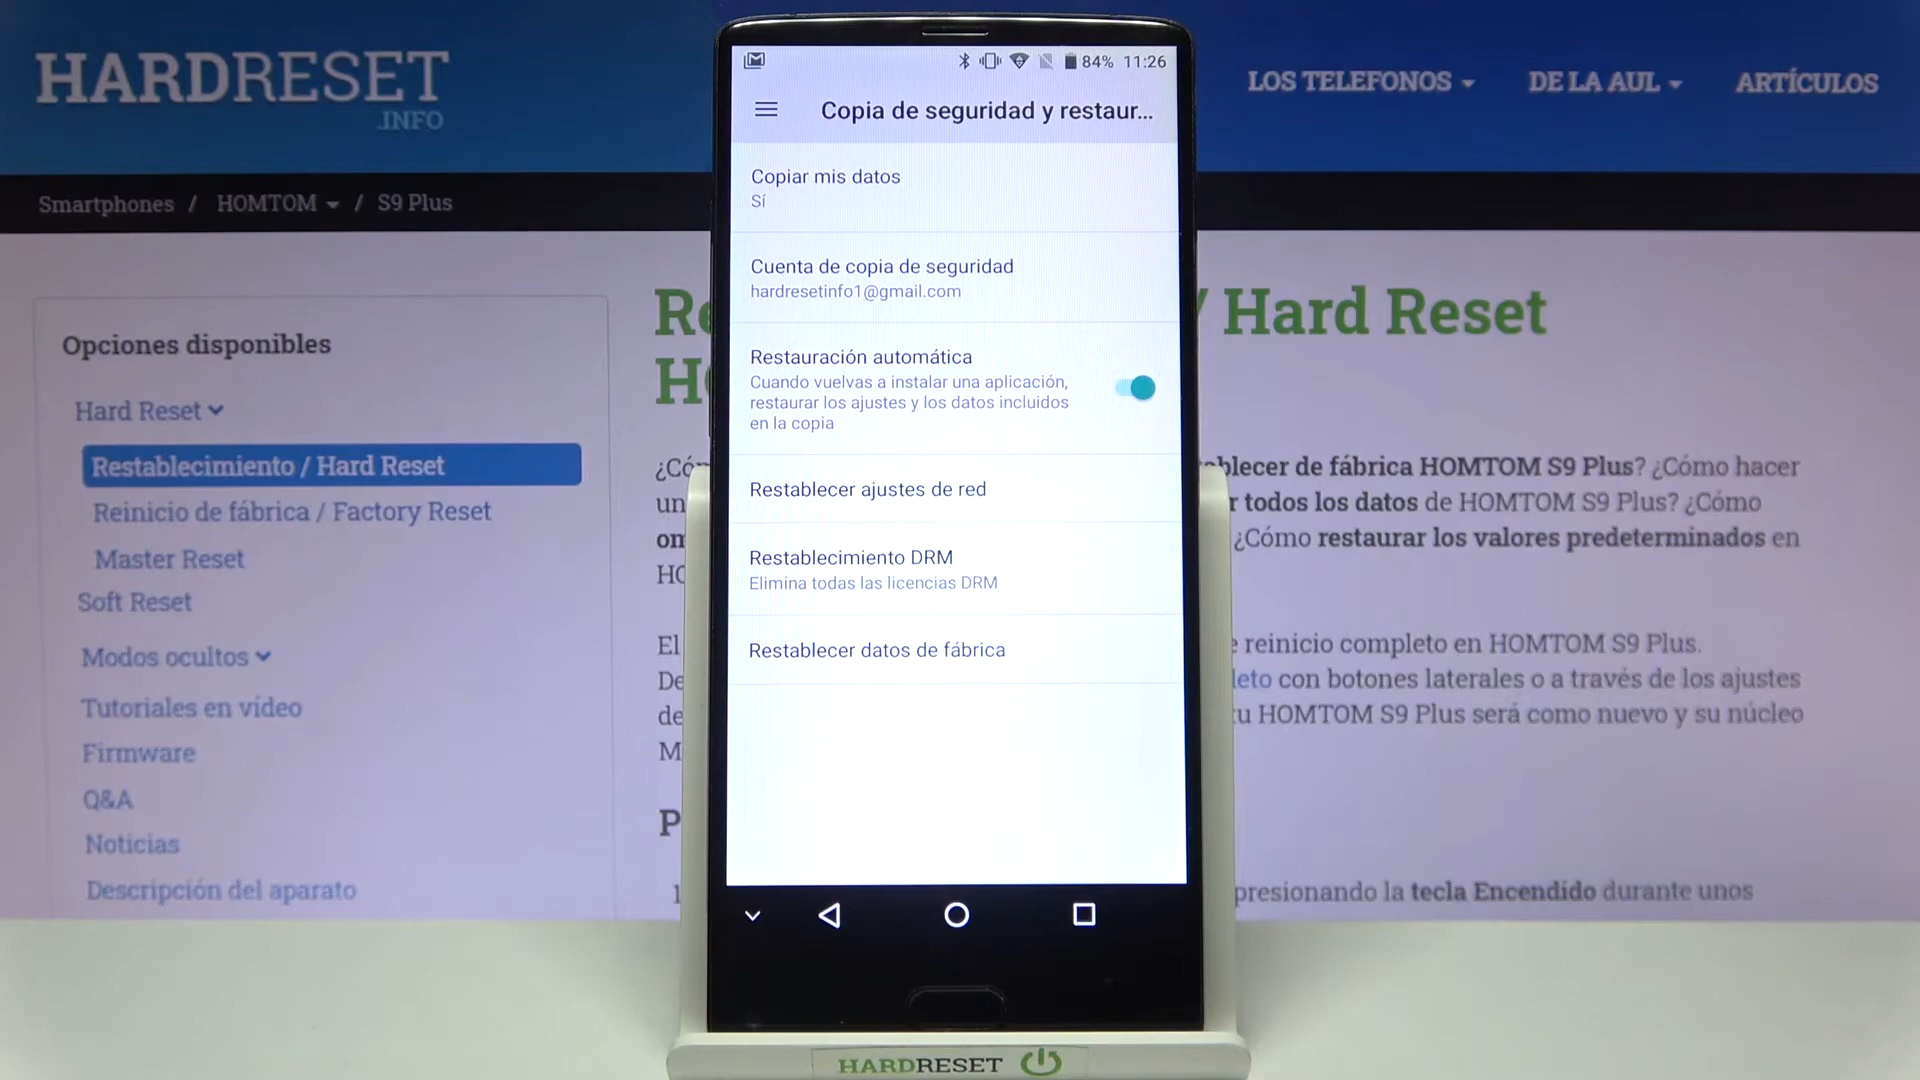 HARDRESET
.INFO
LOS TELEFONOS
DE LA AUL
ARTÍCULOS
Smartphones / HOMTOM / S9 Plus
84% 11:26
Copia de seguridad y restaur...
Copiar mis datos
Sí
Cuenta de copia de seguridad
hardresetinfo1@gmail.com
Restauración automática
Cuando vuelvas a instalar una aplicación,
restaurar los ajustes y los datos incluidos
en la copia
Restablecer ajustes de red
Restablecimiento DRM
Elimina todas las licencias DRM
Restablecer datos de fábrica
Opciones disponibles
Hard Reset
Restablecimiento / Hard Reset
Reinicio de fábrica / Factory Reset
Master Reset
Soft Reset
Modos ocultos
Tutoriales en vídeo
Firmware
Q&A
Noticias
Descripción del aparato
/ Hard Reset
de fábrica HOMTOM S9 Plus? ¿Cómo hacer
un
todos los datos de HOMTOM S9 Plus? ¿Cómo
¿Cómo restaurar los valores predeterminados en
El
reinicio completo en HOMTOM S9 Plus.
con botones laterales o a través de los ajustes
de
HOMTOM S9 Plus será como nuevo y su núcleo
presionando la tecla Encendido durante unos
HARDRESET